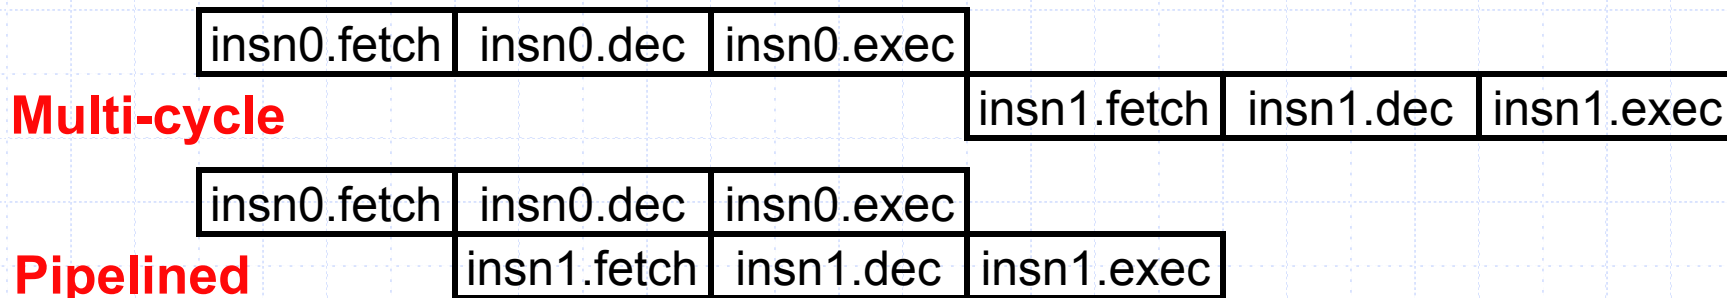 insn0.fetch insn0.dec insn0.exec
Multi-cycle insn1.fetch insn1.dec insn1.exec
insn0.fetch insn0.dec insn0.exec
Pipelined insn1.fetch insn1.dec insn1.exec